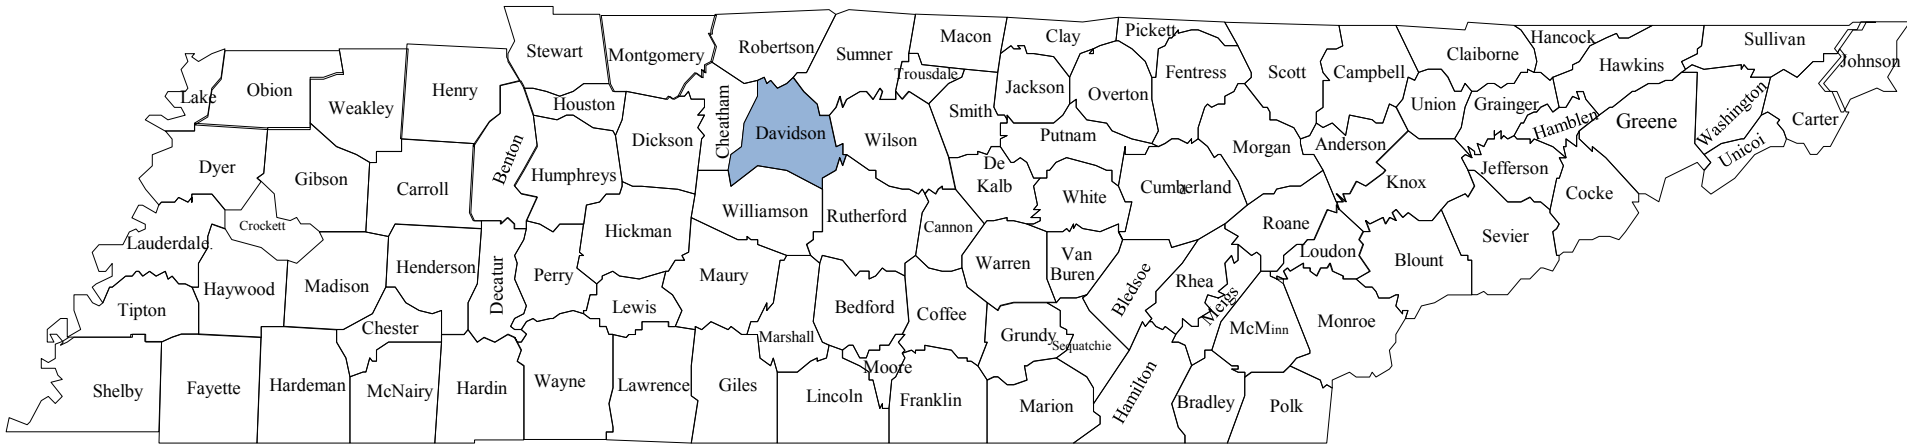 Stewart
Montgomery
Robertson
Sumner
Macon
Clay
Pickett
Hancock
Sullivan
Johnson
Lake
Obion
Weakley
Henry
Houston
Cheatham
Trousdale
Smith
Jackson
Overton
Fentress
Scott
Campbell
Claiborne
Union
Grainger
Hawkins
Hamblen
Greene
Washington
Unicoi
Carter
Dyer
Gibson
Carroll
Benton
Humphreys
Dickson
Davidson
Wilson
Putnam
De
Kalb
White
Cumberland
d
Morgan
Anderson
Knox
Jefferson
Cocke
Crockett
Lauderdale.
Haywood
Madison
Henderson
Decatur
Perry
Hickman
Williamson
Rutherford
Cannon
Warren
Van
Buren
Bledsoe
Rhea
Meigs
Roane
Loudon
Blount
Sevier
Tipton
Chester
Lewis
Maury
Marshall
Bedford
Coffee
Grundy
Sequatchie
McMinn
Monroe
Shelby
Fayette
Hardeman
McNairy
Hardin
Wayne
Lawrence
Giles
Lincoln
Moore
Franklin
Marion
Hamilton
Bradley
Polk